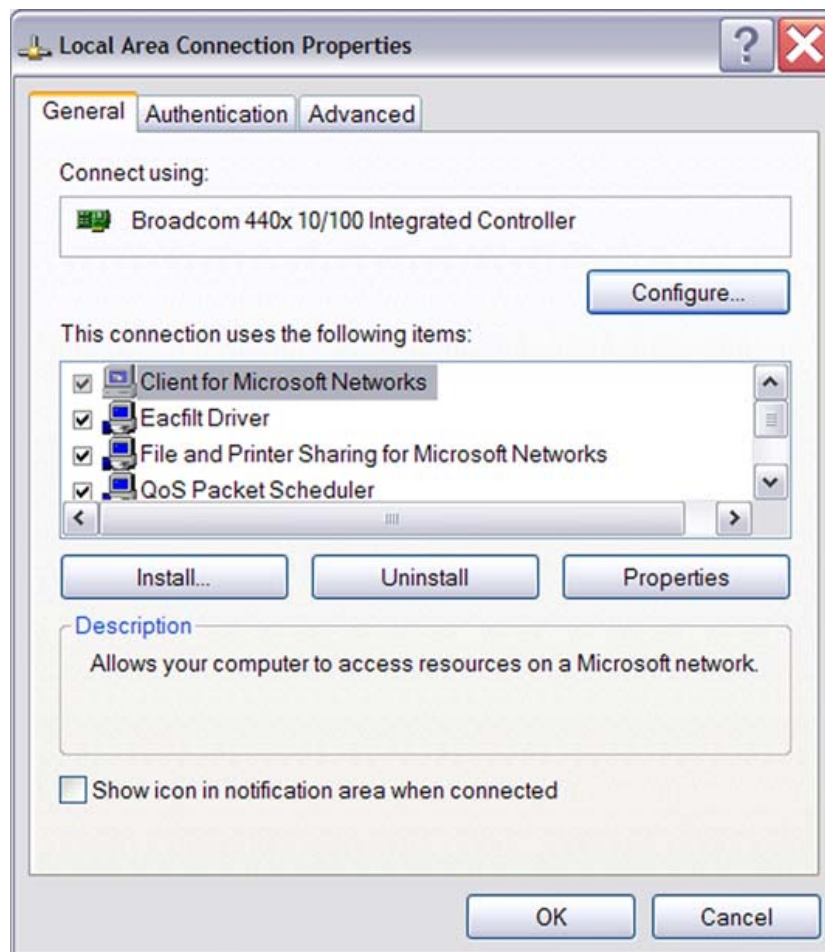 Local Area Connection Properties
General Authentication Advanced
Connect using:
Broadcom 440x 10/100 Integrated Controller
Configure...
This connection uses the following items:
Client for Microsoft Networks
Eacfilt Driver
File and Printer Sharing for Microsoft Networks
QoS Packet Scheduler
Install... Uninstall Properties
Description
Allows your computer to access resources on a Microsoft network.
Show icon in notification area when connected
OK Cancel